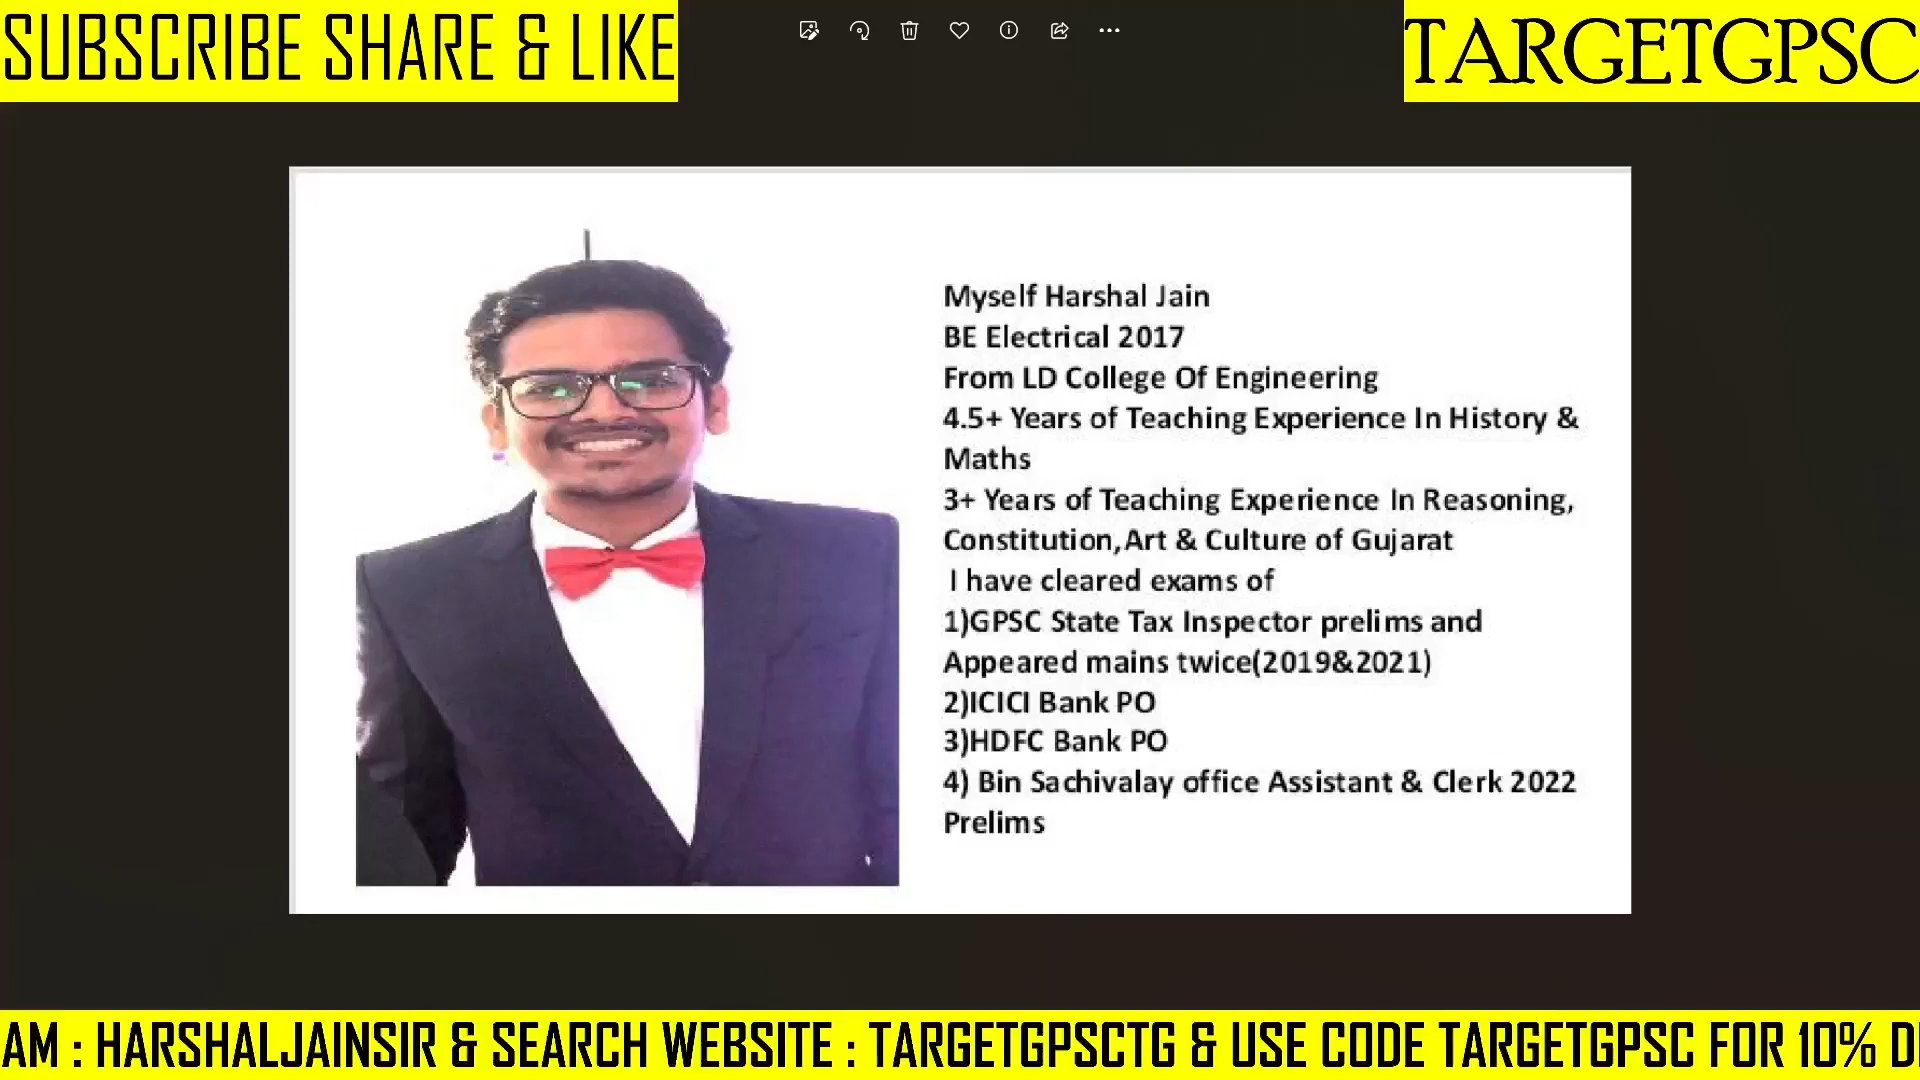 SUBSCRIBE SHARE & LIKE
TARGETGPSC
Myself Harshal Jain
BE Electrical 2017
From LD College Of Engineering
4.5+ Years of Teaching Experience In History &
Maths
3+ Years of Teaching Experience In Reasoning,
Constitution,Art & Culture of Gujarat
I have cleared exams of
1)GPSC State Tax Inspector prelims and
Appeared mains twice(2019&2021)
2)ICICI Bank PO
3)HDFC Bank PO
4) Bin Sachivalay office Assistant & Clerk 2022
Prelims
AM : HARSHALJAINSIR & SEARCH WEBSITE : TARGETGPSCTG & USE CODE TARGETGPSC FOR 10%